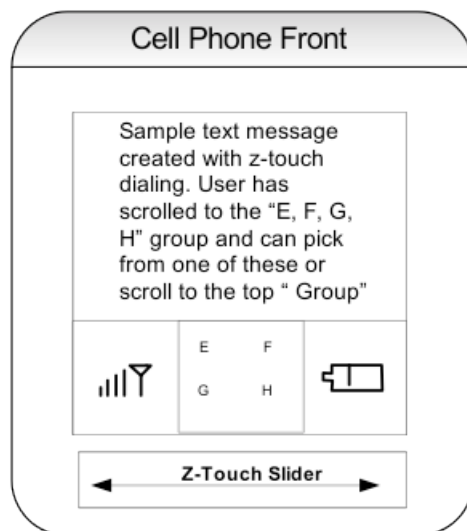 Cell Phone Front
Sample text message
created with z-touch
dialing. User has
scrolled to the “E, F, G,
H” group and can pick
from one of these or
scroll to the top “ Group”
E F
G H
Z-Touch Slider